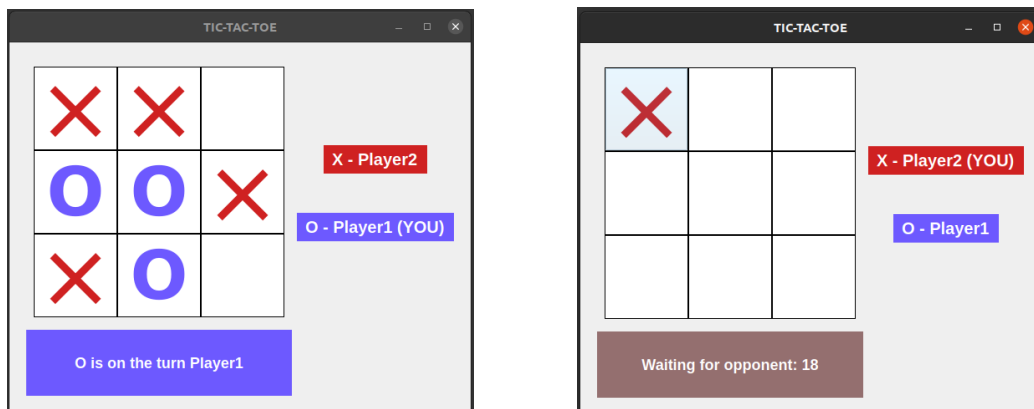 TIC-TAC-TOE
X X
O O X
X O
X - Player2
O - Player1 (YOU)
O is on the turn Player1
TIC-TAC-TOE
X
X - Player2 (YOU)
O - Player1
Waiting for opponent: 18